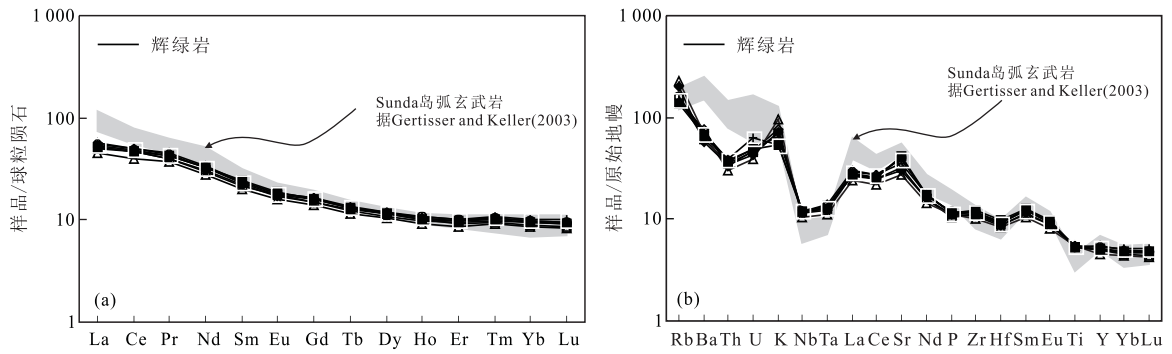 1 000
100
10
1
样品/球粒陨石
辉绿岩
Sunda岛弧玄武岩
据Gertisser and Keller(2003)
(a)
La Ce Pr Nd Sm Eu Gd Tb Dy Ho Er Tm Yb Lu
1 000
100
10
1
样品/原始地幔
辉绿岩
Sunda岛弧玄武岩
据Gertisser and Keller(2003)
(b)
Rb Ba Th U K Nb Ta La Ce Sr Nd P Zr Hf Sm Eu Ti Y Yb Lu